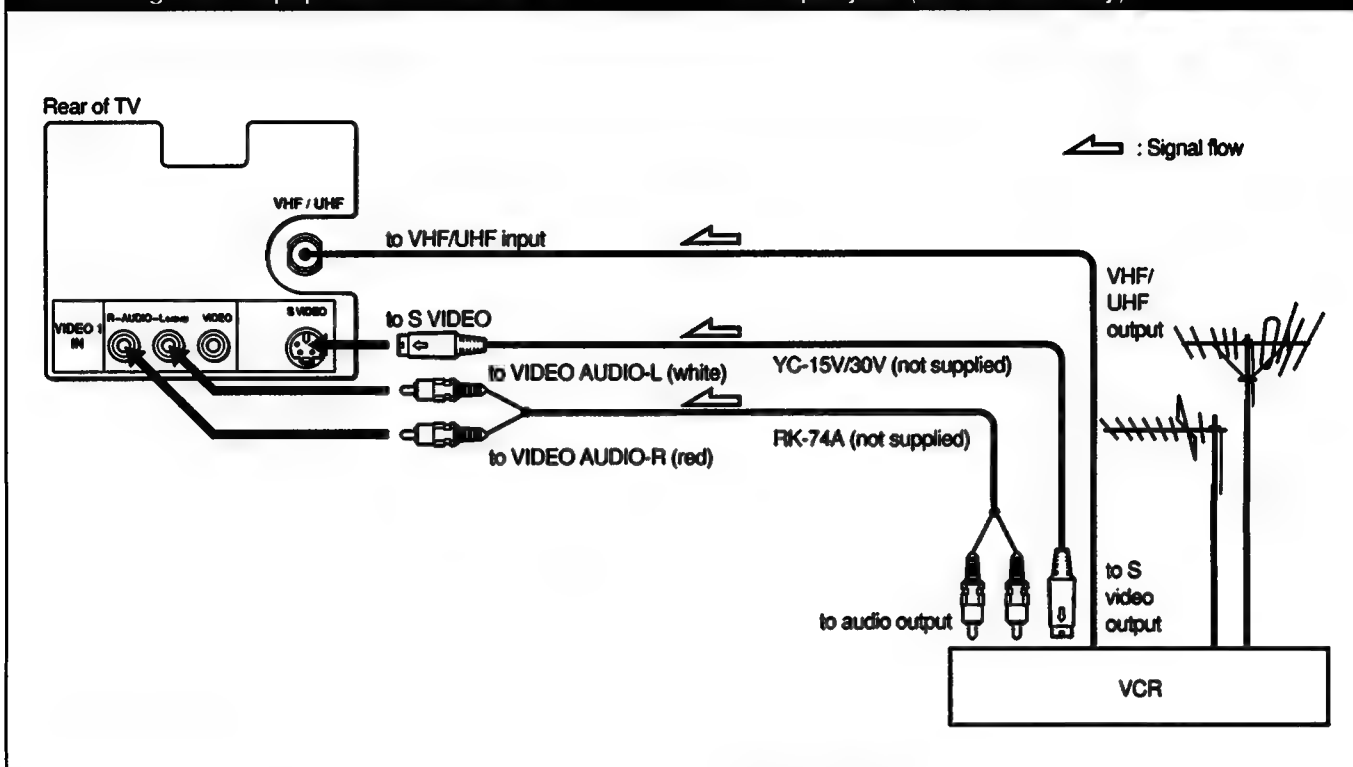 Rear of TV
: Signal flow
VHF / UHF
to VHF/UHF input
VHF/
UHF
output
VIDEO 1
IN
R-AUDIO-L
VIDEO
S VIDEO
to S VIDEO
YC-15V/30V (not supplied)
to VIDEO AUDIO-L (white)
RK-74A (not supplied)
to VIDEO AUDIO-R (red)
to audio output
to S
video
output
VCR